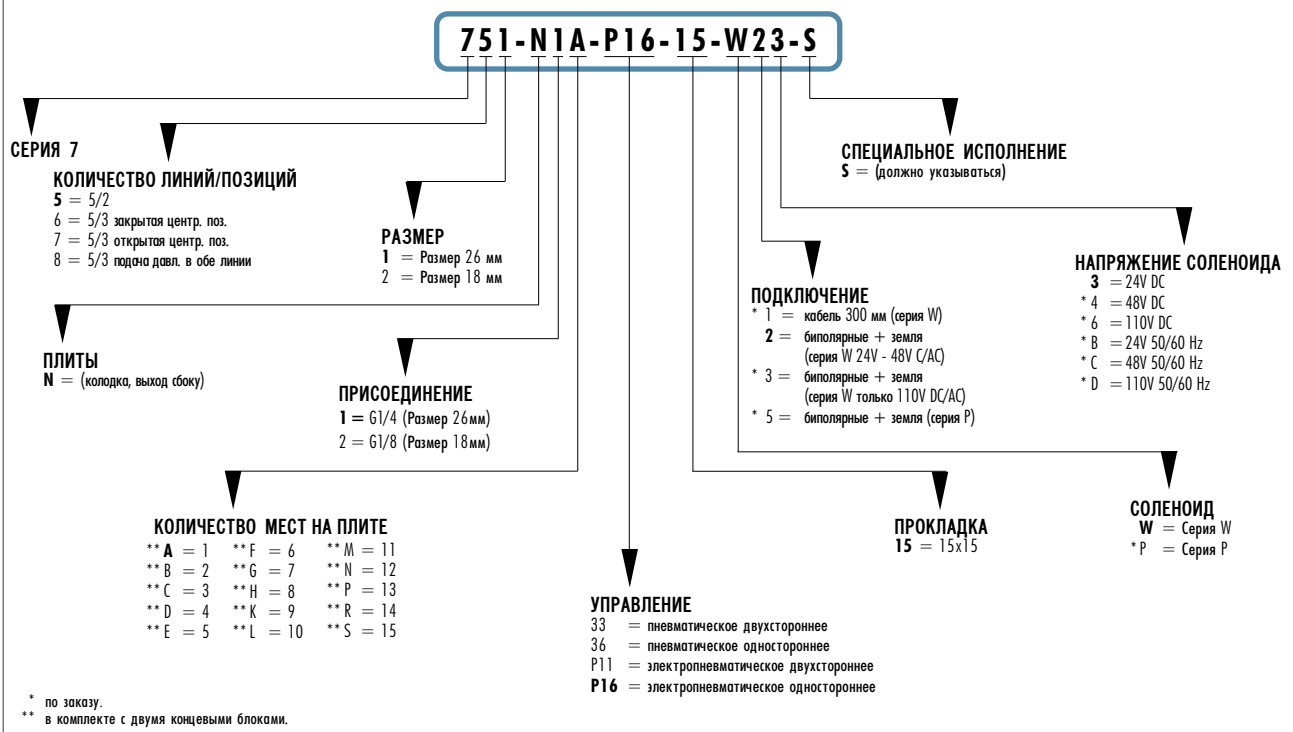 751-N1A-P16-15-W23-S
СЕРИЯ 7
КОЛИЧЕСТВО ЛИНИЙ/ПОЗИЦИЙ
5 = 5/2
6 = 5/3 закрытая центр. поз.
7 = 5/3 открытая центр. поз.
8 = 5/3 подача давл. в обе линии
РАЗМЕР
1 = Размер 26 мм
2 = Размер 18 мм
СПЕЦИАЛЬНОЕ ИСПОЛНЕНИЕ
S = (должно указываться)
НАПРЯЖЕНИЕ СОЛЕНОИДА
3 = 24V DC
* 4 = 48V DC
* 6 = 110V DC
* B = 24V 50/60 Hz
* C = 48V 50/60 Hz
* D = 110V 50/60 Hz
ПОДКЛЮЧЕНИЕ
* 1 = кабель 300 мм (серия W)
2 = биполярные + земля
(серия W 24V - 48V C/AC)
* 3 = биполярные + земля
(серия W только 110V DC/AC)
* 5 = биполярные + земля (серия P)
ПЛИТЫ
N = (колодка, выход сбоку)
ПРИСОЕДИНЕНИЕ
1 = G1/4 (Размер 26мм)
2 = G1/8 (Размер 18мм)
КОЛИЧЕСТВО МЕСТ НА ПЛИТЕ
** A = 1 ** F = 6 ** M = 11
** B = 2 ** G = 7 ** N = 12
** C = 3 ** H = 8 ** P = 13
** D = 4 ** K = 9 ** R = 14
** E = 5 ** L = 10 ** S = 15
УПРАВЛЕНИЕ
33 = пневматическое двухстороннее
36 = пневматическое одностороннее
P11 = электропневматическое двухстороннее
P16 = электропневматическое одностороннее
ПРОКЛАДКА
15 = 15x15
СОЛЕНОИД
W = Серия W
* P = Серия P
* по заказу.
** в комплекте с двумя концевыми блоками.